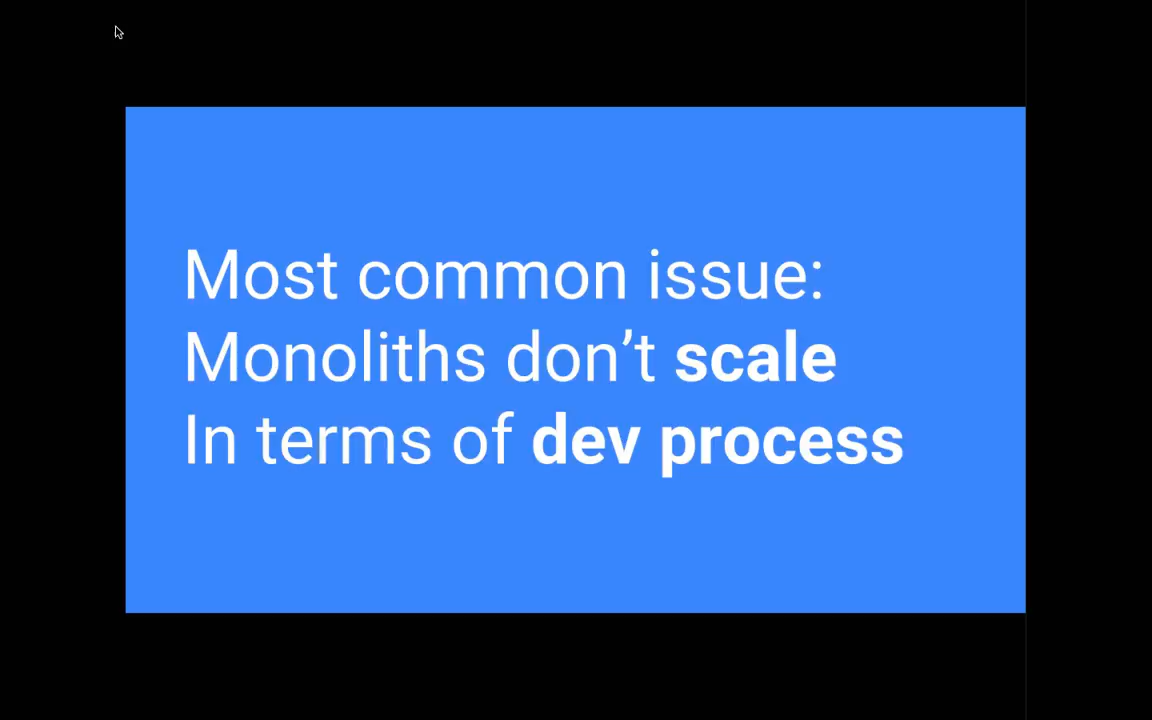 Most common issue:
Monoliths don’t scale
In terms of dev process